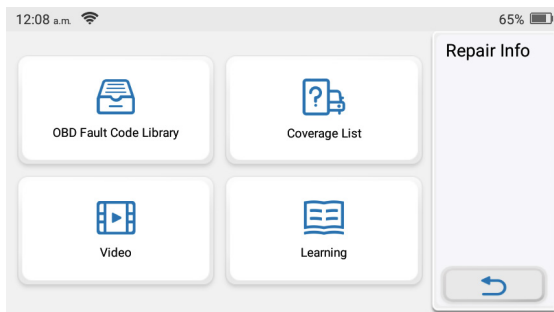 12:08 a.m.
65%
Repair Info
OBD Fault Code Library
Coverage List
Video
Learning